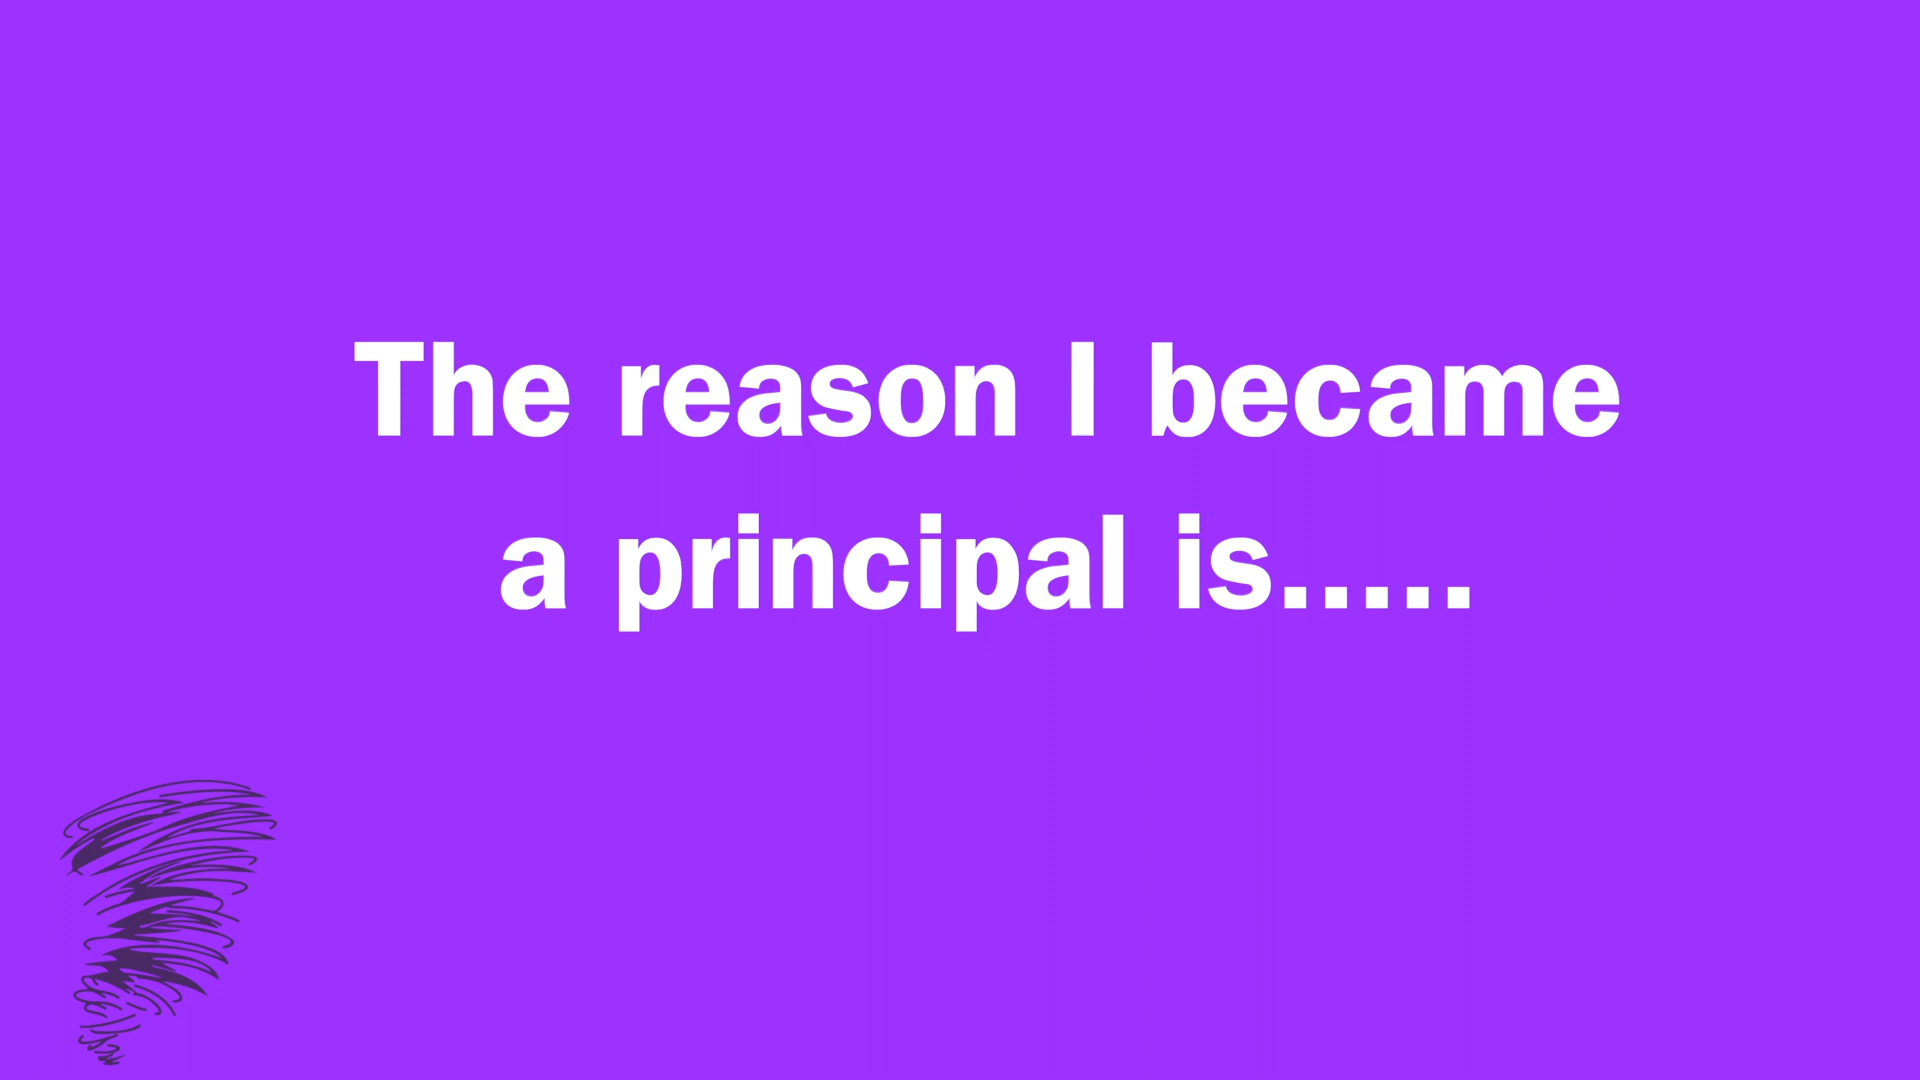 The reason I became
a principal is.....